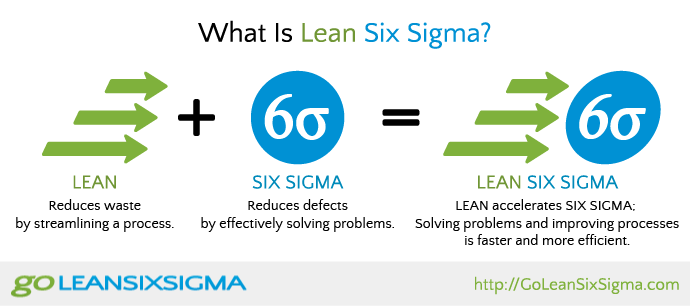 What Is Lean Six Sigma?
6σ
6σ
LEAN
Reduces waste
by streamlining a process.
SIX SIGMA
Reduces defects
by effectively solving problems.
LEAN SIX SIGMA
LEAN accelerates SIX SIGMA;
Solving problems and improving processes
is faster and more efficient.
goLEANSIXSIGMA
http://GoLeanSixSigma.com